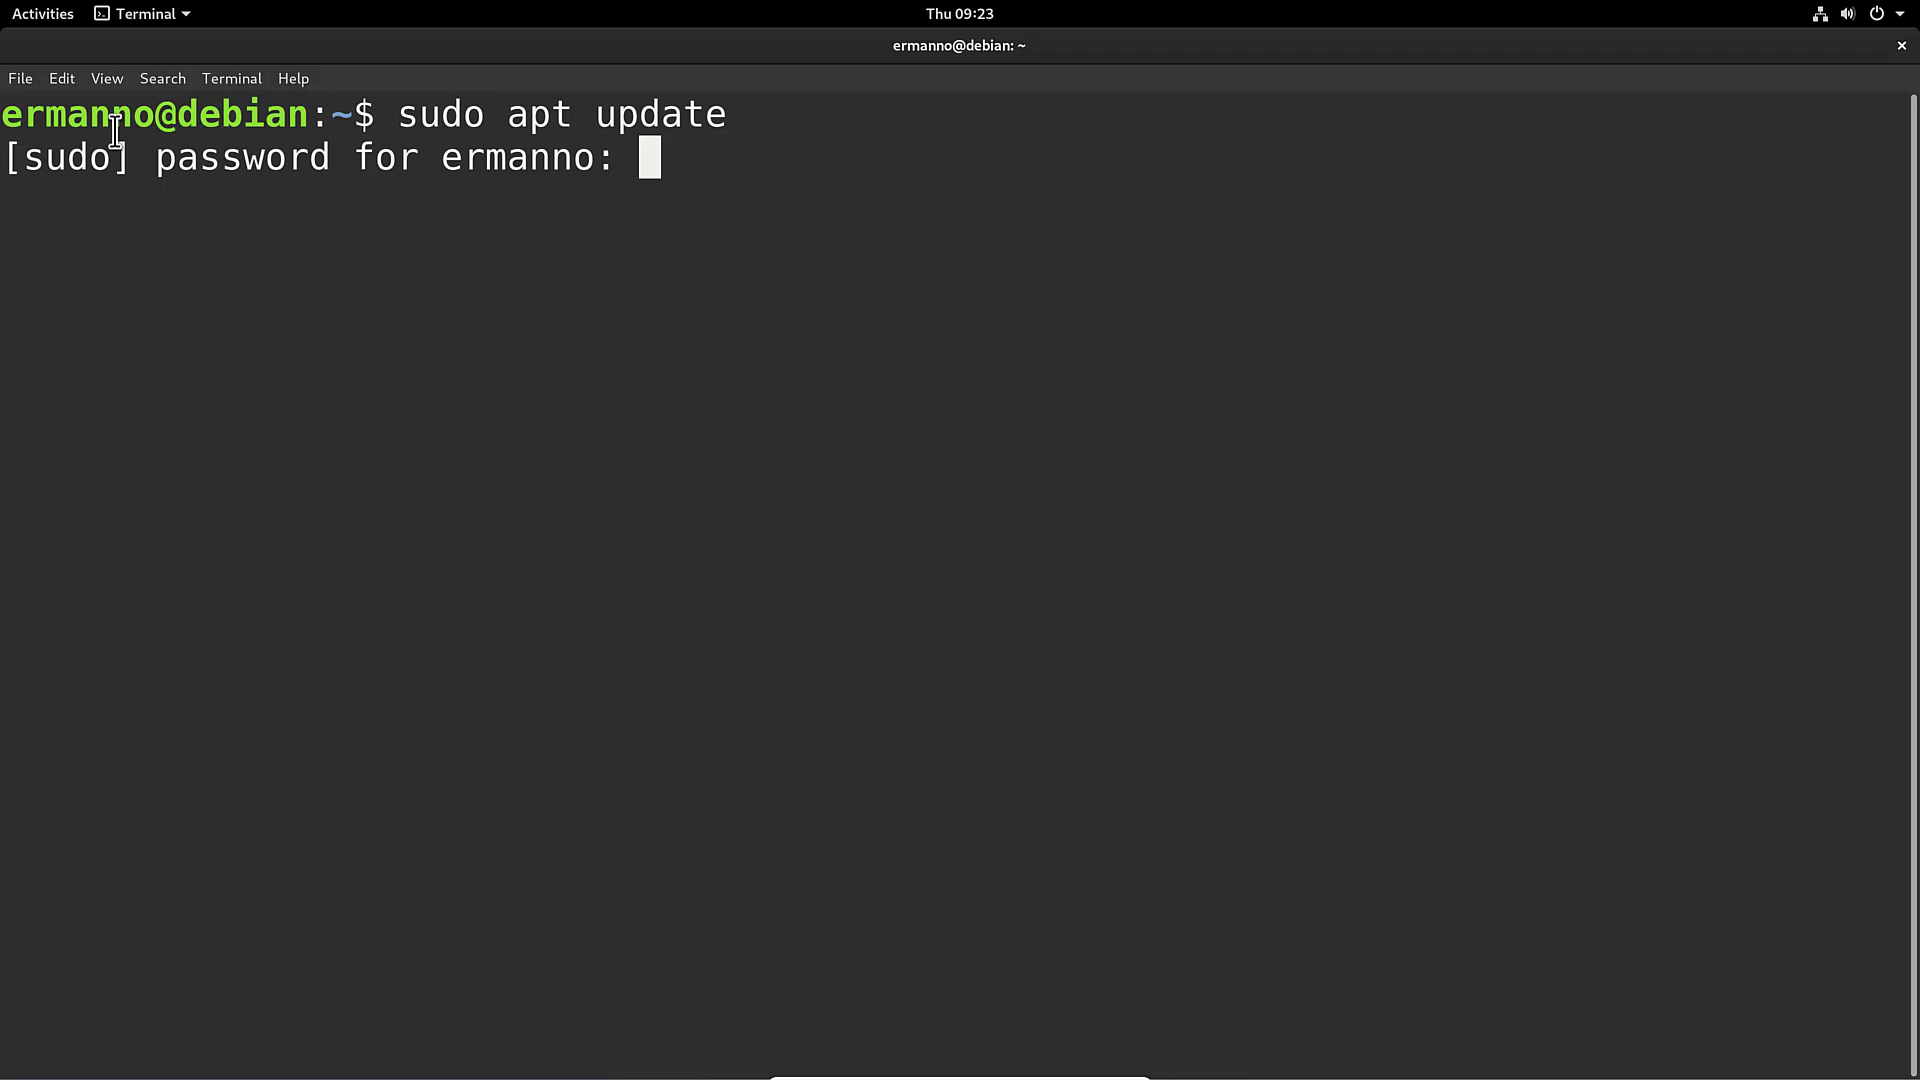 Activities Terminal Thu 09:23
ermanno@debian: ~ ×
File Edit View Search Terminal Help
ermanno@debian:~$ sudo apt update
[sudo] password for ermanno: